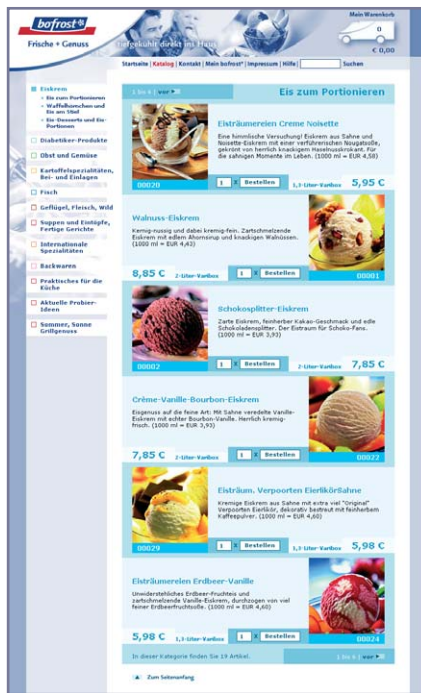 bofrost*
Frische + Genuss
tiefgekühlt direkt ins Haus
Mein Warenkorb
0
€ 0,00
Startseite | Katalog | Kontakt | Mein bofrost* | Impressum | Hilfe |
Suchen
Eiskrem
Eis zum Portionieren
Waffelhörnchen und
Eis am Stiel
Eis-Desserts und Eis-
Portionen
Diabetiker-Produkte
Obst und Gemüse
Kartoffelspezialitäten,
Bei- und Einlagen
Fisch
Geflügel, Fleisch, Wild
Suppen und Eintöpfe,
Fertige Gerichte
Internationale
Spezialitäten
Backwaren
Praktisches für die
Küche
Aktuelle Probier-
Ideen
Sommer, Sonne
Grillgenuss
1 bis 6 | vor
Eis zum Portionieren
Eisträumereien Creme Noisette
Eine himmlische Versuchung! Eiskrem aus Sahne und
Noisette-Eiskrem mit einer verführerischen Nougatsoße,
gekrönt von herrlich knackigem Haselnusskrokant. Für
die sahnigen Momente im Leben. (1000 ml = EUR 4,58)
00020
1 X Bestellen
1,3-Liter-Varibox 5,95 €
Walnuss-Eiskrem
Kernig-nussig und dabei kremig-fein. Zartschmelzende
Eiskrem mit edlem Ahornsirup und knackigen Walnüssen.
(1000 ml = EUR 4,43)
8,85 € 2-Liter-Varibox
1 X Bestellen
00001
Schokosplitter-Eiskrem
Zarte Eiskrem, feinherber Kakao-Geschmack und edle
Schokoladensplitter. Der Eistraum für Schoko-Fans.
(1000 ml = EUR 3,93)
00002
1 X Bestellen
2-Liter-Varibox 7,85 €
Crème-Vanille-Bourbon-Eiskrem
Eisgenuss auf die feine Art: Mit Sahne veredelte Vanille-
Eiskrem mit echter Bourbon-Vanille. Herrlich kremig-
frisch. (1000 ml = EUR 3,93)
7,85 € 2-Liter-Varibox
1 X Bestellen
00022
Eisträum. Verpoorten EierlikörSahne
Kremige Eiskrem aus Sahne mit extra viel "Original"
Verpoorten Eierlikör, dekorativ bestreut mit feinherbem
Kaffeepulver. (1000 ml = EUR 4,60)
00029
1 X Bestellen
1,3-Liter-Varibox 5,98 €
Eisträumereien Erdbeer-Vanille
Unwiderstehliches Erdbeer-Fruchteis und
zartschmelzende Vanille-Eiskrem, durchzogen von viel
feiner Erdbeerfruchtsoße. (1000 ml = EUR 4,60)
5,98 € 1,3-Liter-Varibox
1 X Bestellen
00024
In dieser Kategorie finden Sie 19 Artikel.
1 bis 6 | vor
Zum Seitenanfang